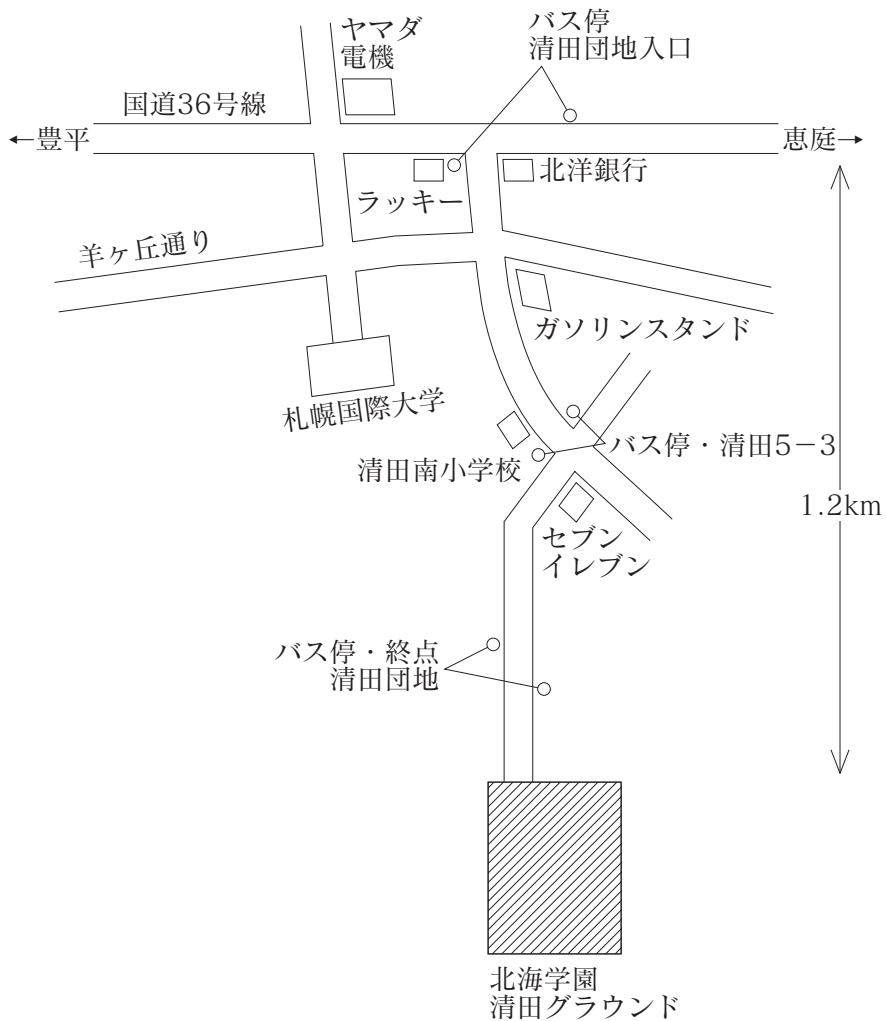 ヤマダ
電機
バス停
清田団地入口
国道36号線
←豊平
恵庭→
北洋銀行
ラッキー
羊ヶ丘通り
ガソリンスタンド
札幌国際大学
バス停・清田5−3
清田南小学校
1.2km
セブン
イレブン
バス停・終点
清田団地
北海学園
清田グラウンド